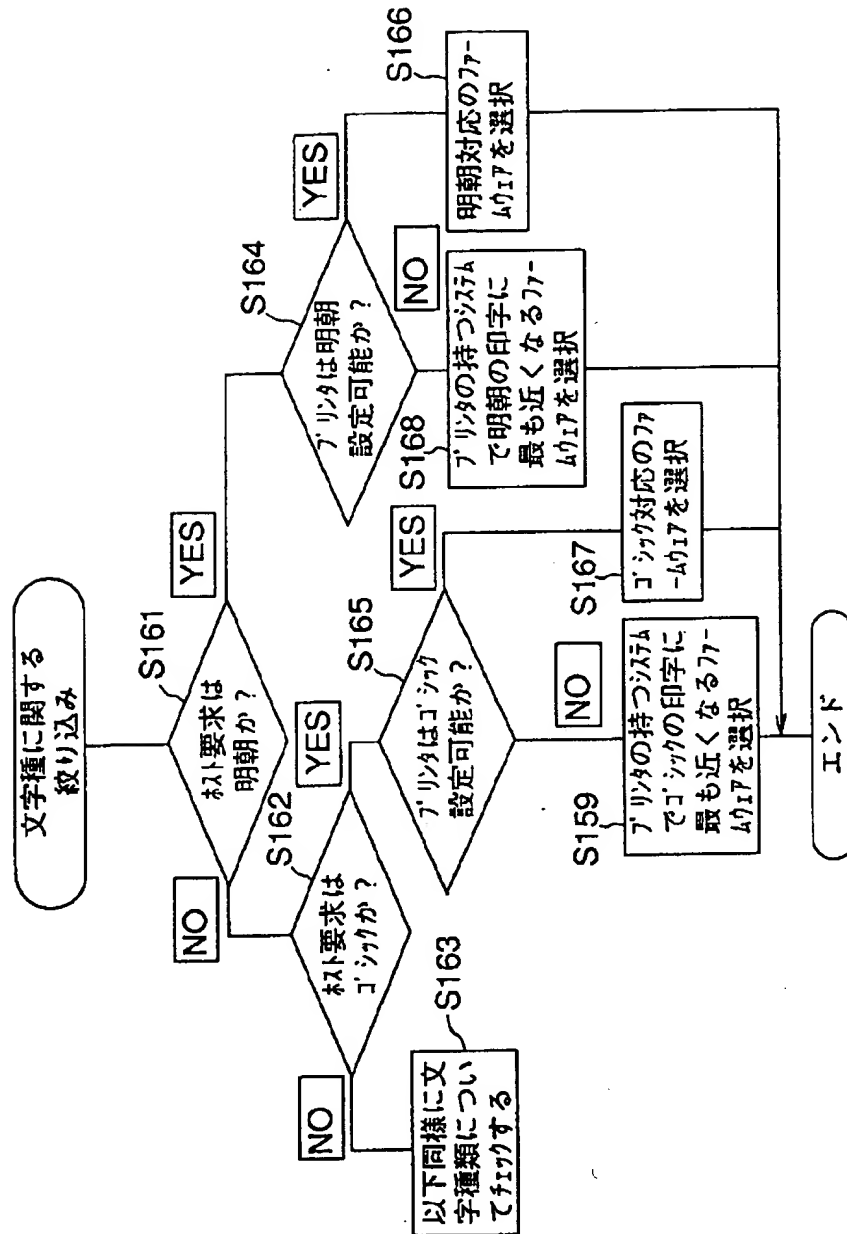 文字種に関する
絞り込み
S161
ホスト要求は
明朝か?
YES
NO
S162
ホスト要求は
ゴシックか?
YES
NO
S163
以下同様に文
字種類につい
てチェックする
S164
プリンタは明朝
設定可能か?
YES
NO
S165
プリンタはゴシック
設定可能か?
YES
NO
S166
明朝対応のファー
ムウェアを選択
S168
プリンタの持つシステム
で明朝の印字に
最も近くなるファー
ムウェアを選択
S167
ゴシック対応のファ
ームウェアを選択
S159
プリンタの持つシステム
でゴシックの印字に
最も近くなるファー
ムウェアを選択
エンド